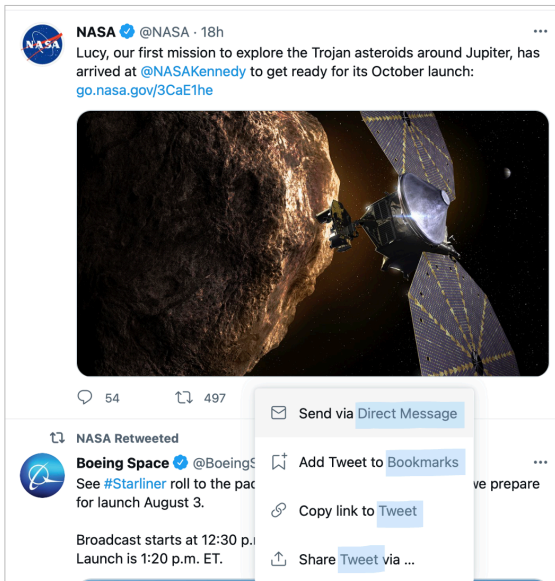 NASA @NASA · 18h
Lucy, our first mission to explore the Trojan asteroids around Jupiter, has
arrived at @NASAKennedy to get ready for its October launch:
go.nasa.gov/3CaE1he
NASA
54
497
Send via Direct Message
NASA Retweeted
Boeing Space @BoeingS
Add Tweet to Bookmarks
See #Starliner roll to the pad we prepare
for launch August 3.
Copy link to Tweet
Broadcast starts at 12:30 p.
Launch is 1:20 p.m. ET.
Share Tweet via ...